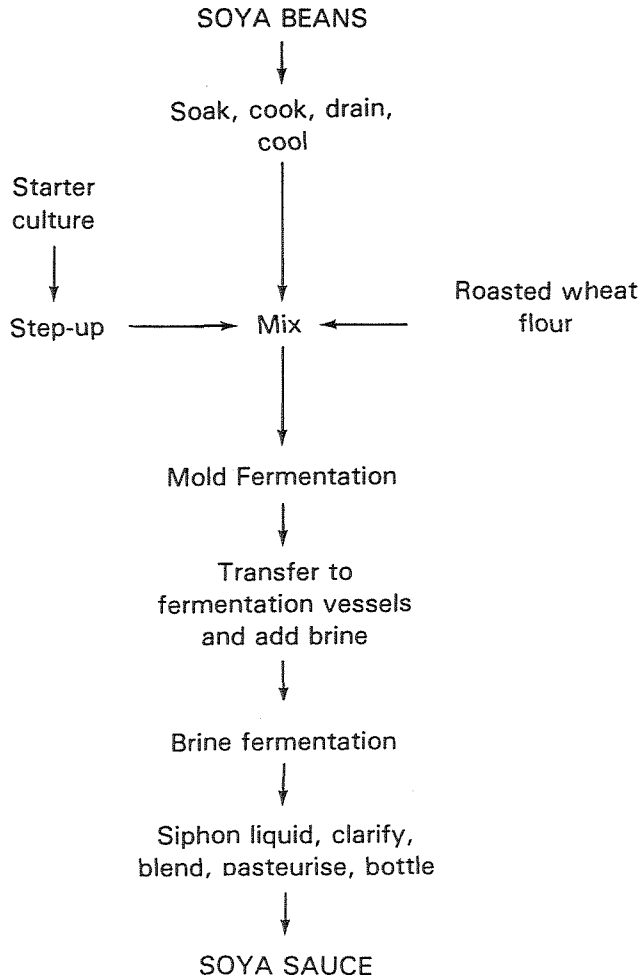 SOYA BEANS
Soak, cook, drain,
cool
Starter
culture
Roasted wheat
flour
Step-up
Mix
Mold Fermentation
Transfer to
fermentation vessels
and add brine
Brine fermentation
Siphon liquid, clarify,
blend, pasteurise, bottle
SOYA SAUCE